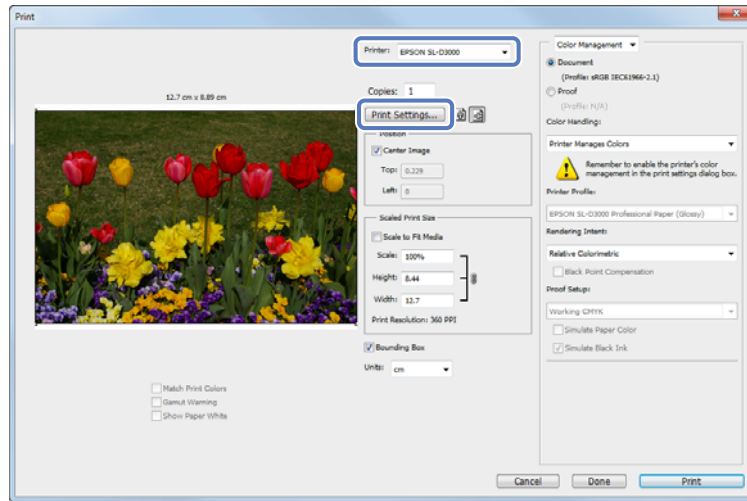 Print
12.7 cm x 8.89 cm
Match Print Colors
Gamut Warning
Show Paper White
Printer: EPSON SL-D3000
Copies: 1
Print Settings...
Position
Center Image
Top: 0.229
Left: 0
Scaled Print Size
Scale to Fit Media
Scale: 100%
Height: 8.44
Width: 12.7
Print Resolution: 360 PPI
Bounding Box
Units: cm
Color Management
Document
(Profile: sRGB IEC61966-2.1)
Proof
(Profile: N/A)
Color Handling:
Printer Manages Colors
Remember to enable the printer's color
management in the print settings dialog box.
Printer Profile:
EPSON SL-D3000 Professional Paper (Glossy)
Rendering Intent:
Relative Colorimetric
Black Point Compensation
Proof Setup:
Working CMYK
Simulate Paper Color
Simulate Black Ink
Cancel
Done
Print